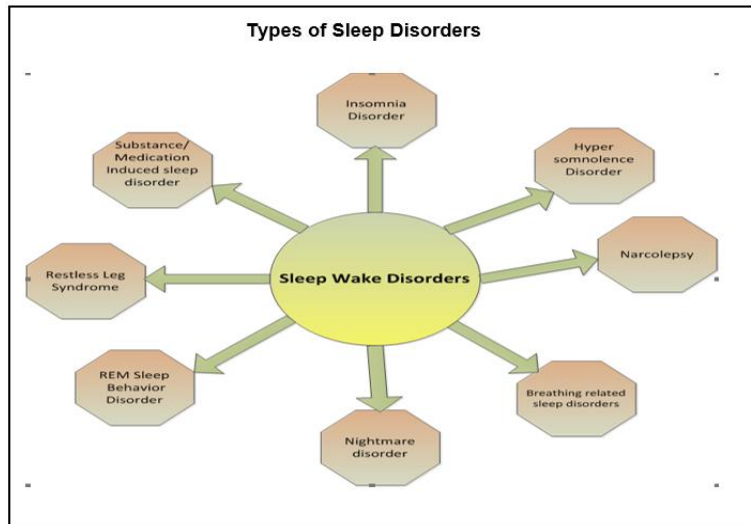 Types of Sleep Disorders
Insomnia
Disorder
Hyper
somnolence
Disorder
Narcolepsy
Breathing related
sleep disorders
Nightmare
disorder
REM Sleep
Behavior
Disorder
Restless Leg
Syndrome
Substance/
Medication
Induced sleep
disorder
Sleep Wake Disorders